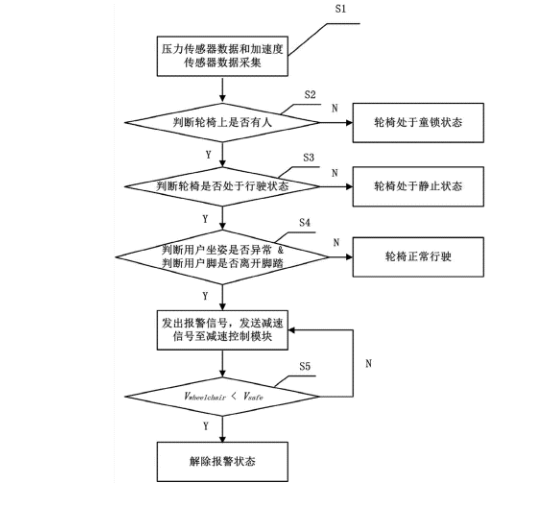 S1
压力传感器数据和加速度
传感器数据采集
S2
判断轮椅上是否有人
N
轮椅处于童锁状态
Y
S3
判断轮椅是否处于行驶状态
N
轮椅处于静止状态
Y
S4
判断用户坐姿是否异常 &
判断用户脚是否离开脚踏
N
轮椅正常行驶
Y
发出报警信号，发送减速
信号至减速控制模块
S5
N
Vwheelchair < Vsafe
Y
解除报警状态